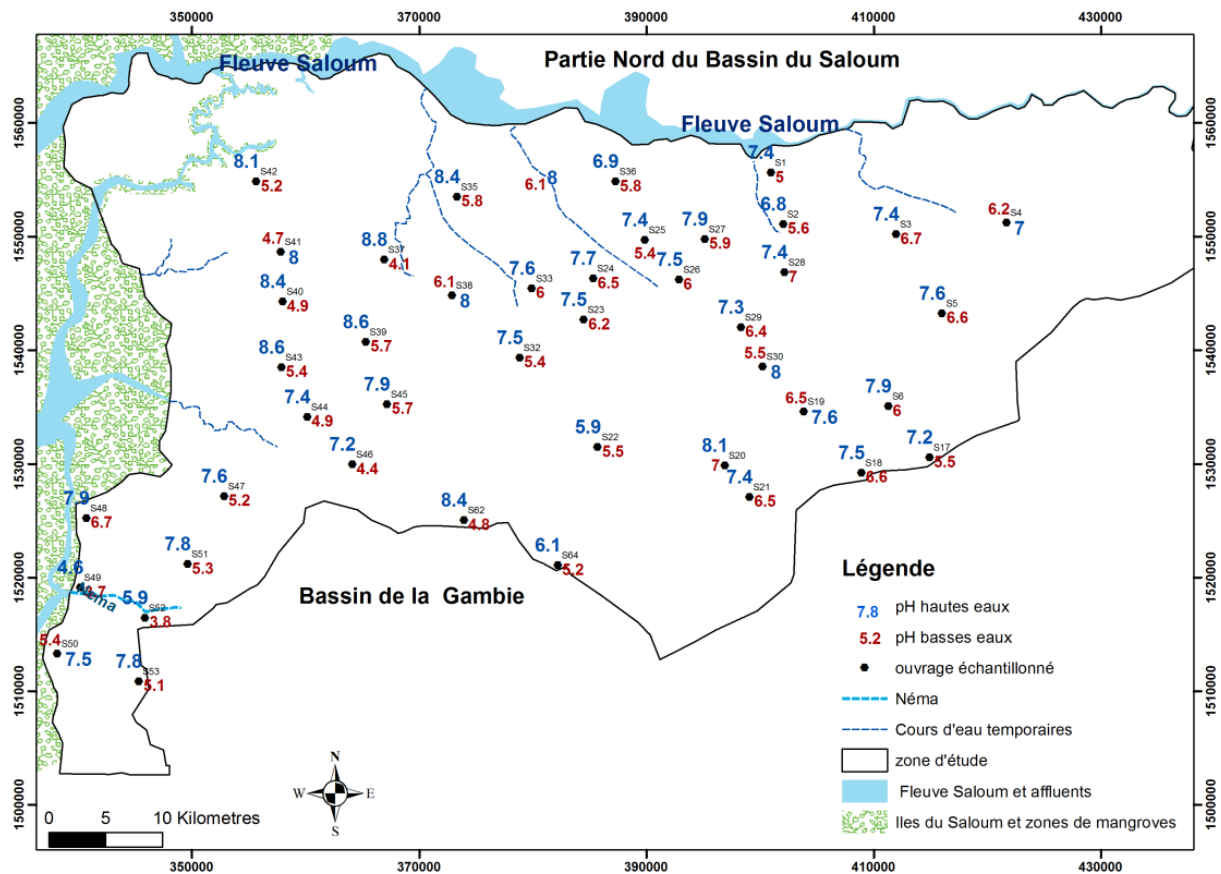 350000 370000 390000 410000 430000
Fleuve Saloum
Partie Nord du Bassin du Saloum
Fleuve Saloum
1560000 1560000
1550000 1550000
1540000 1540000
1530000 1530000
1520000 1520000
1510000 1510000
1500000 1500000
8.1 S42 5.2
8.4 S35 5.8
6.1 8
6.9 S36 5.8
7.4 S1 5
6.8 S2 5.6
7.4 S3 6.7
6.2 S4 7
4.7 S41 8
8.8 S37 4.1
7.4 S25 5.4
7.9 S27 5.9
7.4 S28 7
8.4 S40 4.9
6.1 S38 8
7.6 S33 6
7.7 S24 6.5
7.5 S26 6
7.5 S23 6.2
7.6 S5 6.6
8.6 S39 5.7
7.3 S29 6.4
8.6 S43 5.4
7.5 S32 5.4
5.5 S30 8
7.4 S44 4.9
7.9 S45 5.7
6.5 S19 7.6
7.9 S6 6
7.2 S46 4.4
5.9 S22 5.5
8.1 S20 7
7.4 S21 6.5
7.5 S18 6.6
7.2 S17 5.5
7.6 S47 5.2
7.9 S48 6.7
8.4 S62 4.8
7.8 S51 5.3
6.1 S64 5.2
4.6 S49
Néma
5.9 S52 3.8
5.4 S50 7.5
7.8 S53 5.1
Bassin de la Gambie
Légende
7.8 pH hautes eaux
5.2 pH basses eaux
ouvrage échantillonné
Néma
Cours d'eau temporaires
zone d'étude
Fleuve Saloum et affluents
Iles du Saloum et zones de mangroves
N
W E
S
0 5 10 Kilometres
350000 370000 390000 410000 430000